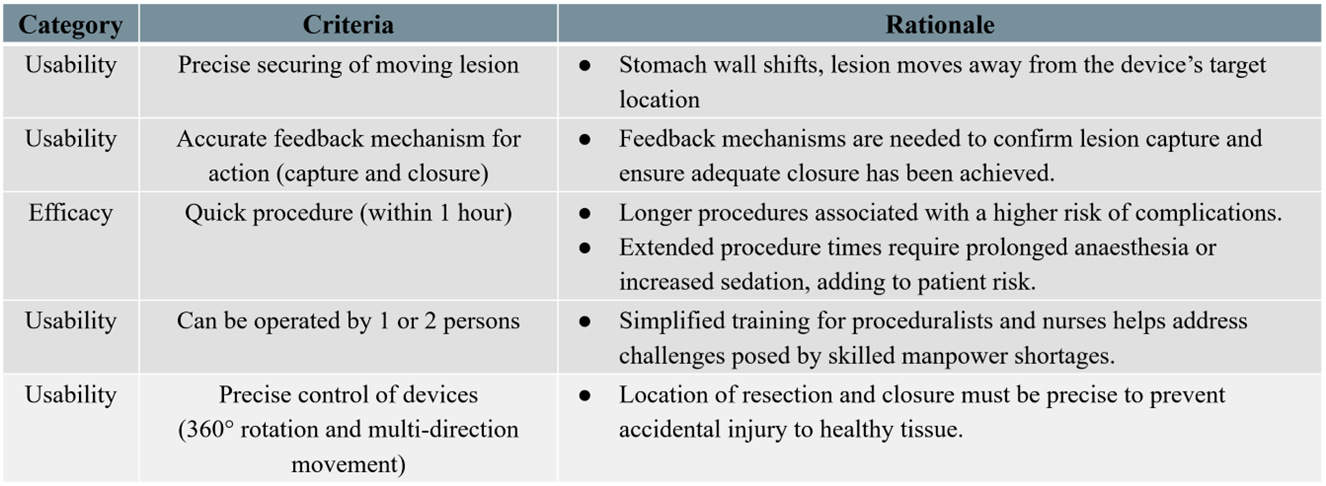 Category Criteria Rationale
Usability Precise securing of moving lesion ● Stomach wall shifts, lesion moves away from the device’s target
location
Usability Accurate feedback mechanism for ● Feedback mechanisms are needed to confirm lesion capture and
action (capture and closure) ensure adequate closure has been achieved.
Efficacy Quick procedure (within 1 hour) ● Longer procedures associated with a higher risk of complications.
● Extended procedure times require prolonged anaesthesia or
increased sedation, adding to patient risk.
Usability Can be operated by 1 or 2 persons ● Simplified training for proceduralists and nurses helps address
challenges posed by skilled manpower shortages.
Usability Precise control of devices ● Location of resection and closure must be precise to prevent
(360° rotation and multi-direction accidental injury to healthy tissue.
movement)